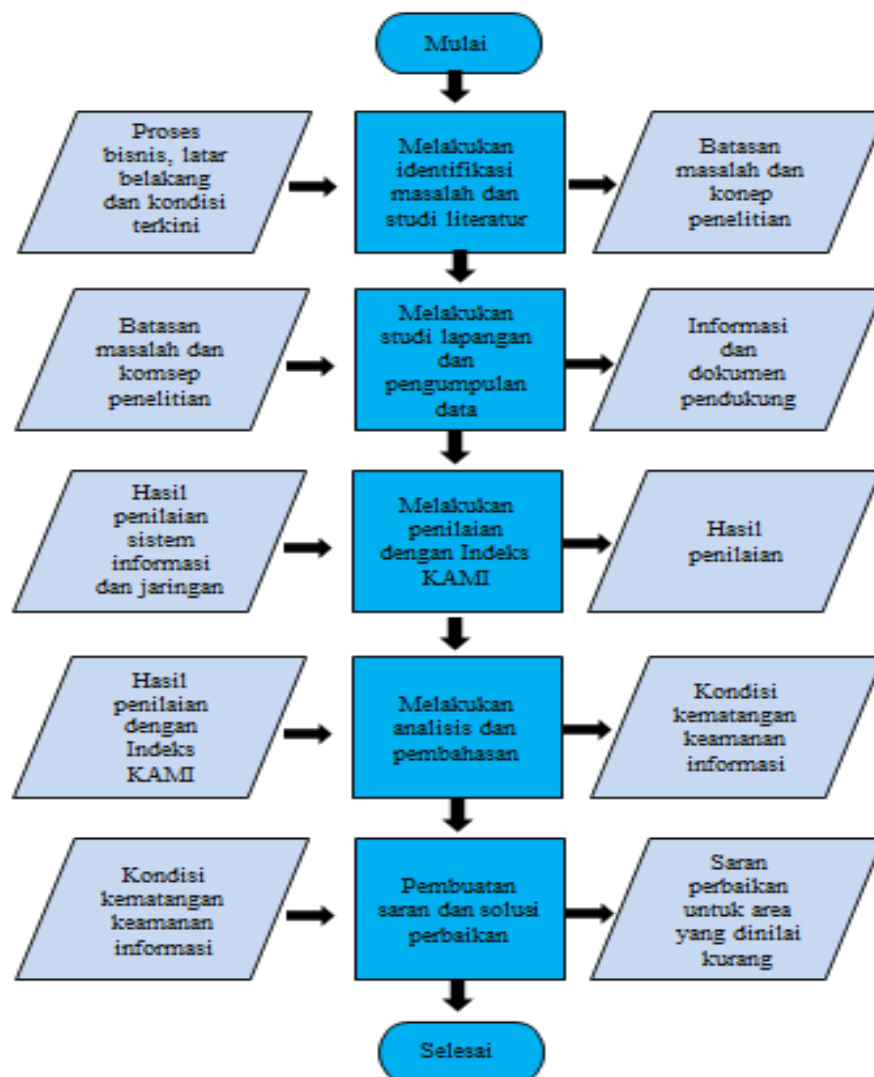 Mulai
Proses
bisnis, latar
belakang
dan kondisi
terkini
Melakukan
identifikasi
masalah dan
studi literatur
Batasan
masalah dan
konep
penelitian
Batasan
masalah dan
komsep
penelitian
Melakukan
studi lapangan
dan
pengumpulan
data
Informasi
dan
dokumen
pendukung
Hasil
penilaian
sistem
informasi
dan jaringan
Melakukan
penilaian
dengan Indeks
KAMI
Hasil
penilaian
Hasil
penilaian
dengan
Indeks
KAMI
Melakukan
analisis dan
pembahasan
Kondisi
kematangan
keamanan
informasi
Kondisi
kematangan
keamanan
informasi
Pembuatan
saran dan solusi
perbaikan
Saran
perbaikan
untuk area
yang dinilai
kurang
Selesai